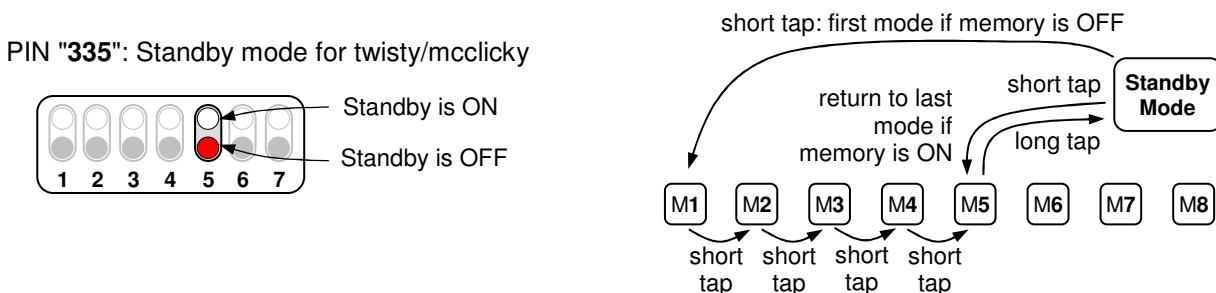 short tap: first mode if memory is OFF
PIN "335": Standby mode for twisty/mcclicky
Standby is ON
Standby is OFF
1 2 3 4 5 6 7
Standby
Mode
short tap
long tap
return to last
mode if
memory is ON
M1 M2 M3 M4 M5 M6 M7 M8
short short short short
tap tap tap tap